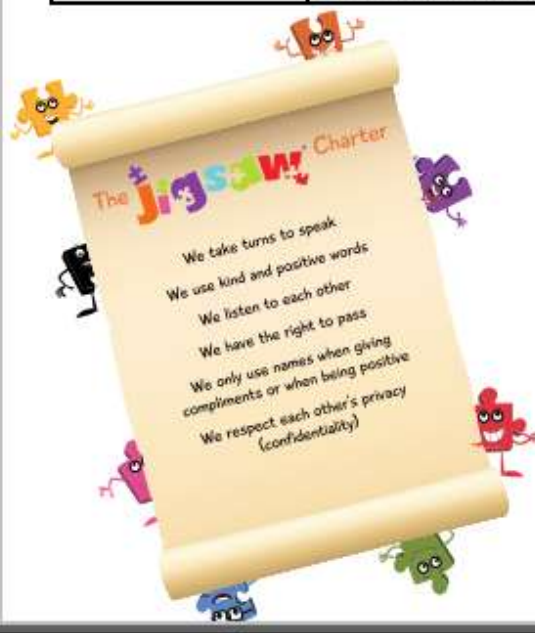 The Jigsaw Charter
We take turns to speak
We use kind and positive words
We listen to each other
We have the right to pass
We only use names when giving
compliments or when being positive
We respect each other's privacy
(confidentiality)